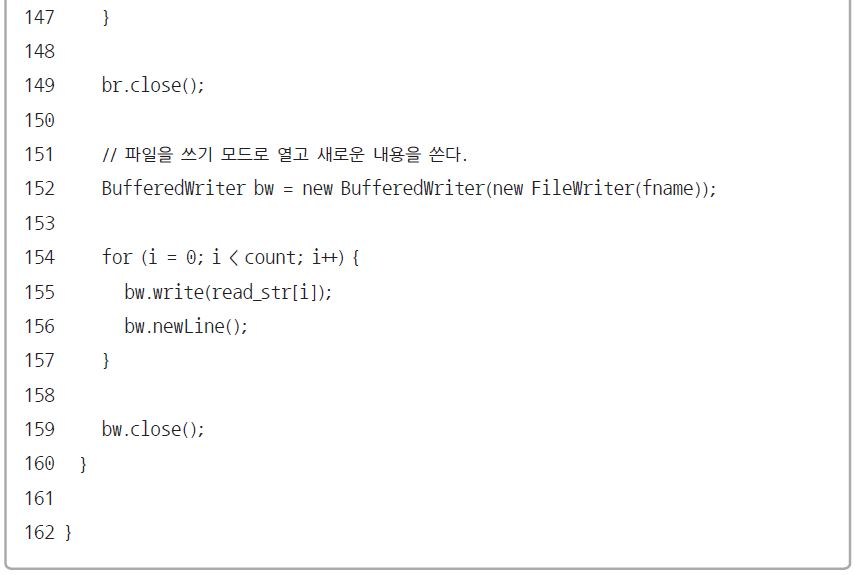 147     }
148
149     br.close();
150
151     // 파일을 쓰기 모드로 열고 새로운 내용을 쓴다.
152     BufferedWriter bw = new BufferedWriter(new FileWriter(fname));
153
154     for (i = 0; i < count; i++) {
155       bw.write(read_str[i]);
156       bw.newLine();
157     }
158
159     bw.close();
160   }
161
162 }